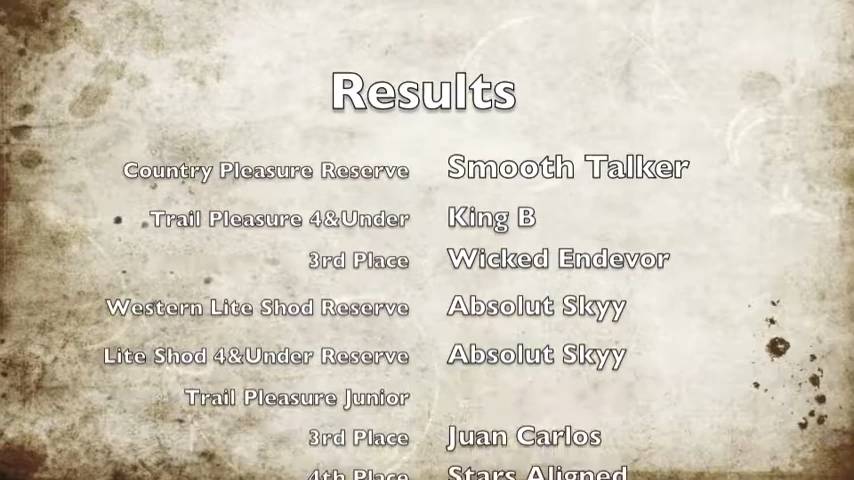 Results
Country Pleasure Reserve Smooth Talker
Trail Pleasure 4&Under King B
3rd Place Wicked Endevor
Western Lite Shod Reserve Absolut Skyy
Lite Shod 4&Under Reserve Absolut Skyy
Trail Pleasure Junior
3rd Place Juan Carlos
4th Place Stars Aligned